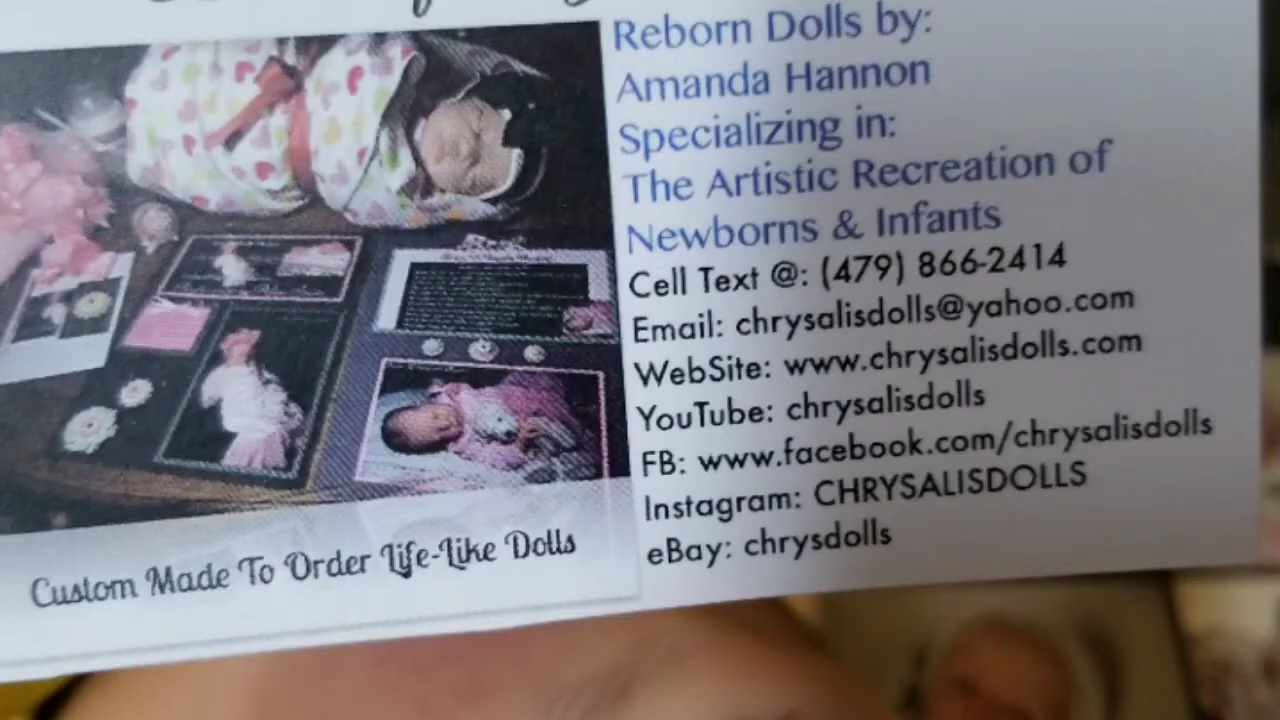 Reborn Dolls by:
Amanda Hannon
Specializing in:
The Artistic Recreation of
Newborns & Infants
Cell Text @: (479) 866-2414
Email: chrysalisdolls@yahoo.com
WebSite: www.chrysalisdolls.com
YouTube: chrysalisdolls
FB: www.facebook.com/chrysalisdolls
Instagram: CHRYSALISDOLLS
eBay: chrysdolls
Custom Made To Order Life-Like Dolls